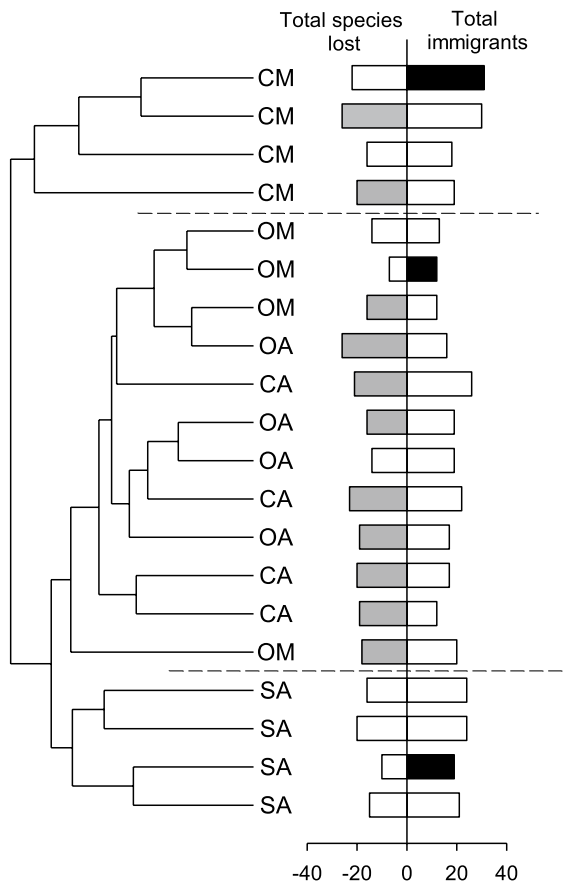 Total species
lost
Total
immigrants
CM
CM
CM
CM
OM
OM
OM
OA
CA
OA
OA
CA
OA
CA
CA
OM
SA
SA
SA
SA
-40 -20 0 20 40